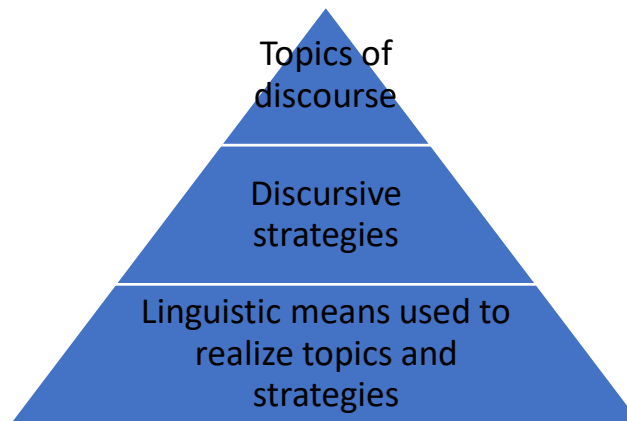 Topics of
discourse
Discursive
strategies
Linguistic means used to
realize topics and
strategies